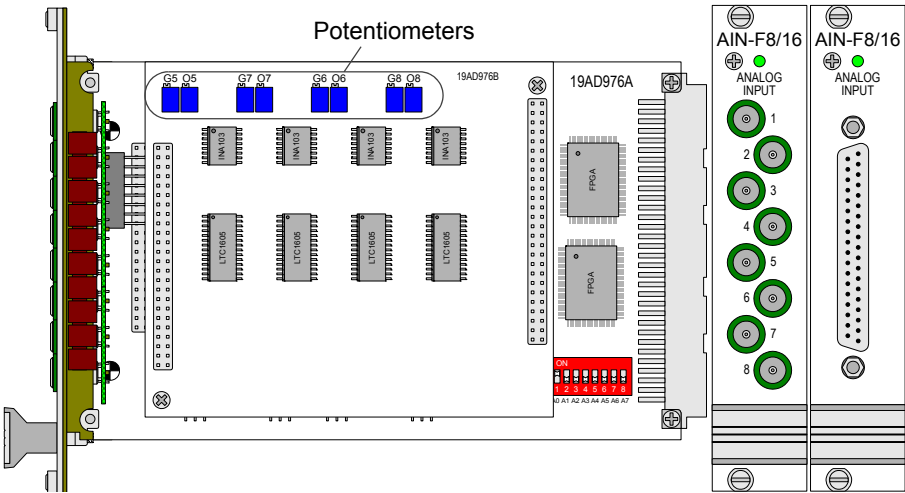 Potentiometers
G5 O5 G7 O7 G6 O6 G8 O8
19AD976B
19AD976A
INA103 INA103 INA103 INA103
LTC1605 LTC1605 LTC1605 LTC1605
FPGA
FPGA
ON
1 2 3 4 5 6 7 8
A0 A1 A2 A3 A4 A5 A6 A7
AIN-F8/16
ANALOG
INPUT
1
2
3
4
5
6
7
8
AIN-F8/16
ANALOG
INPUT